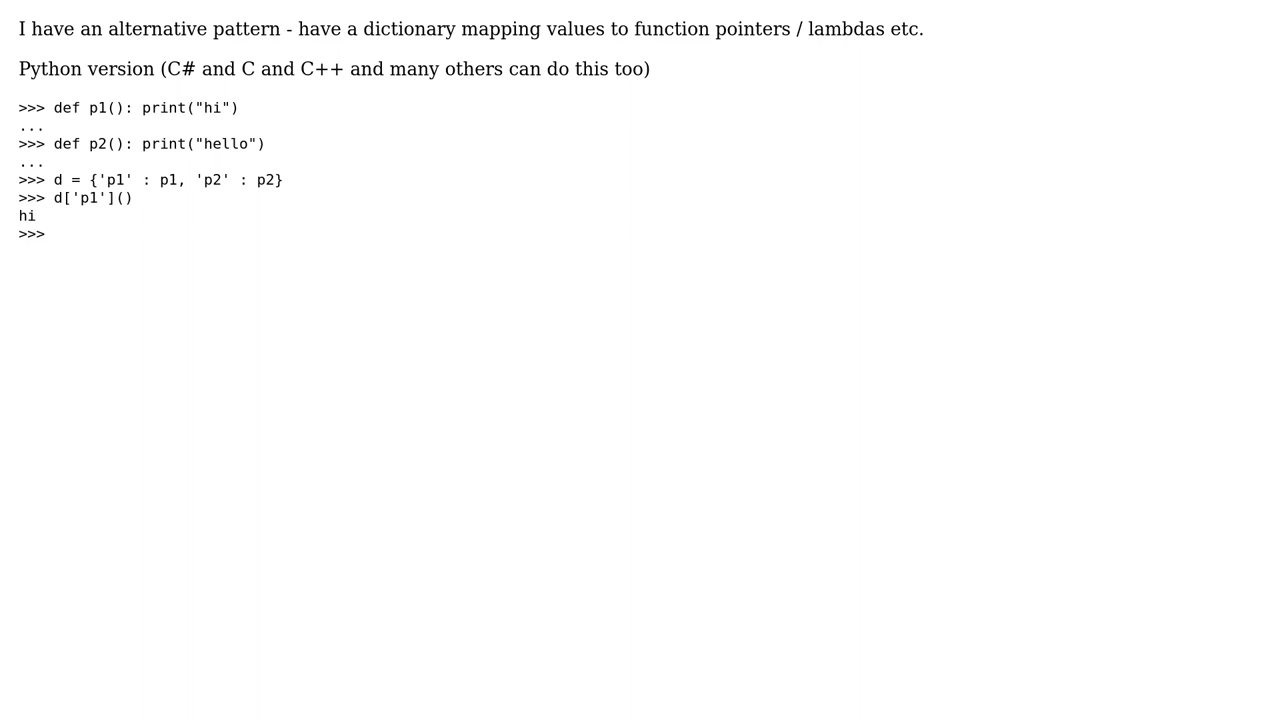 I have an alternative pattern - have a dictionary mapping values to function pointers / lambdas etc.
Python version (C# and C and C++ and many others can do this too)
>>> def p1(): print("hi")
...
>>> def p2(): print("hello")
...
>>> d = {'p1' : p1, 'p2' : p2}
>>> d['p1']()
hi
>>>